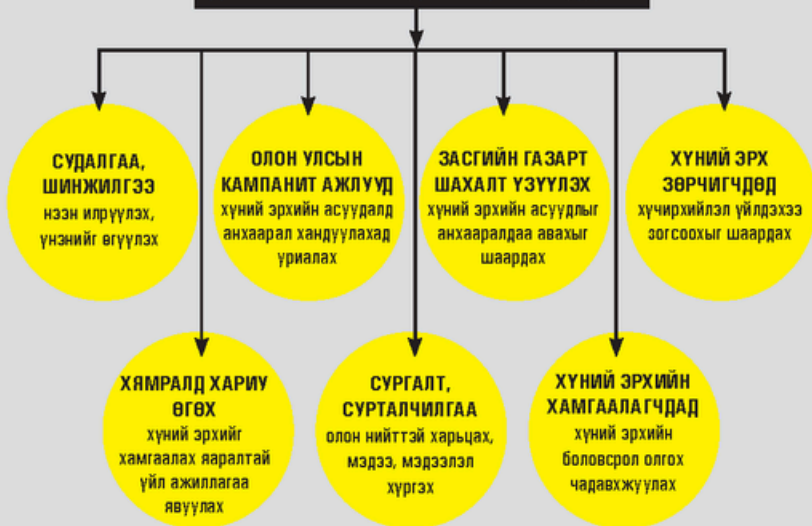 СУДАЛГАА,
ШИНЖИЛГЭЭ
нээн илрүүлэх,
үнэнийг өгүүлэх
ОЛОН УЛСЫН
КАМПАНИТ АЖЛУУД
хүний эрхийн асуудалд
анхаарал хандуулахад
уриалах
ЗАСГИЙН ГАЗАРТ
ШАХАЛТ ҮЗҮҮЛЭХ
хүний эрхийн асуудлыг
анхааралдаа авахыг
шаардах
ХҮНИЙ ЭРХ
ЗӨРЧИГЧДӨД
хүчирхийлэл үйлдэхээ
зогсоохыг шаардах
ХЯМРАЛД ХАРИУ
ӨГӨХ
хүний эрхийг
хамгаалах яаралтай
үйл ажиллагаа
явуулах
СУРГАЛТ,
СУРТАЛЧИЛГАА
олон нийттэй харьцах,
мэдээ, мэдээлэл
хүргэх
ХҮНИЙ ЭРХИЙН
ХАМГААЛАГЧДАД
хүний эрхийн
боловсрол олгох
чадавхжуулах